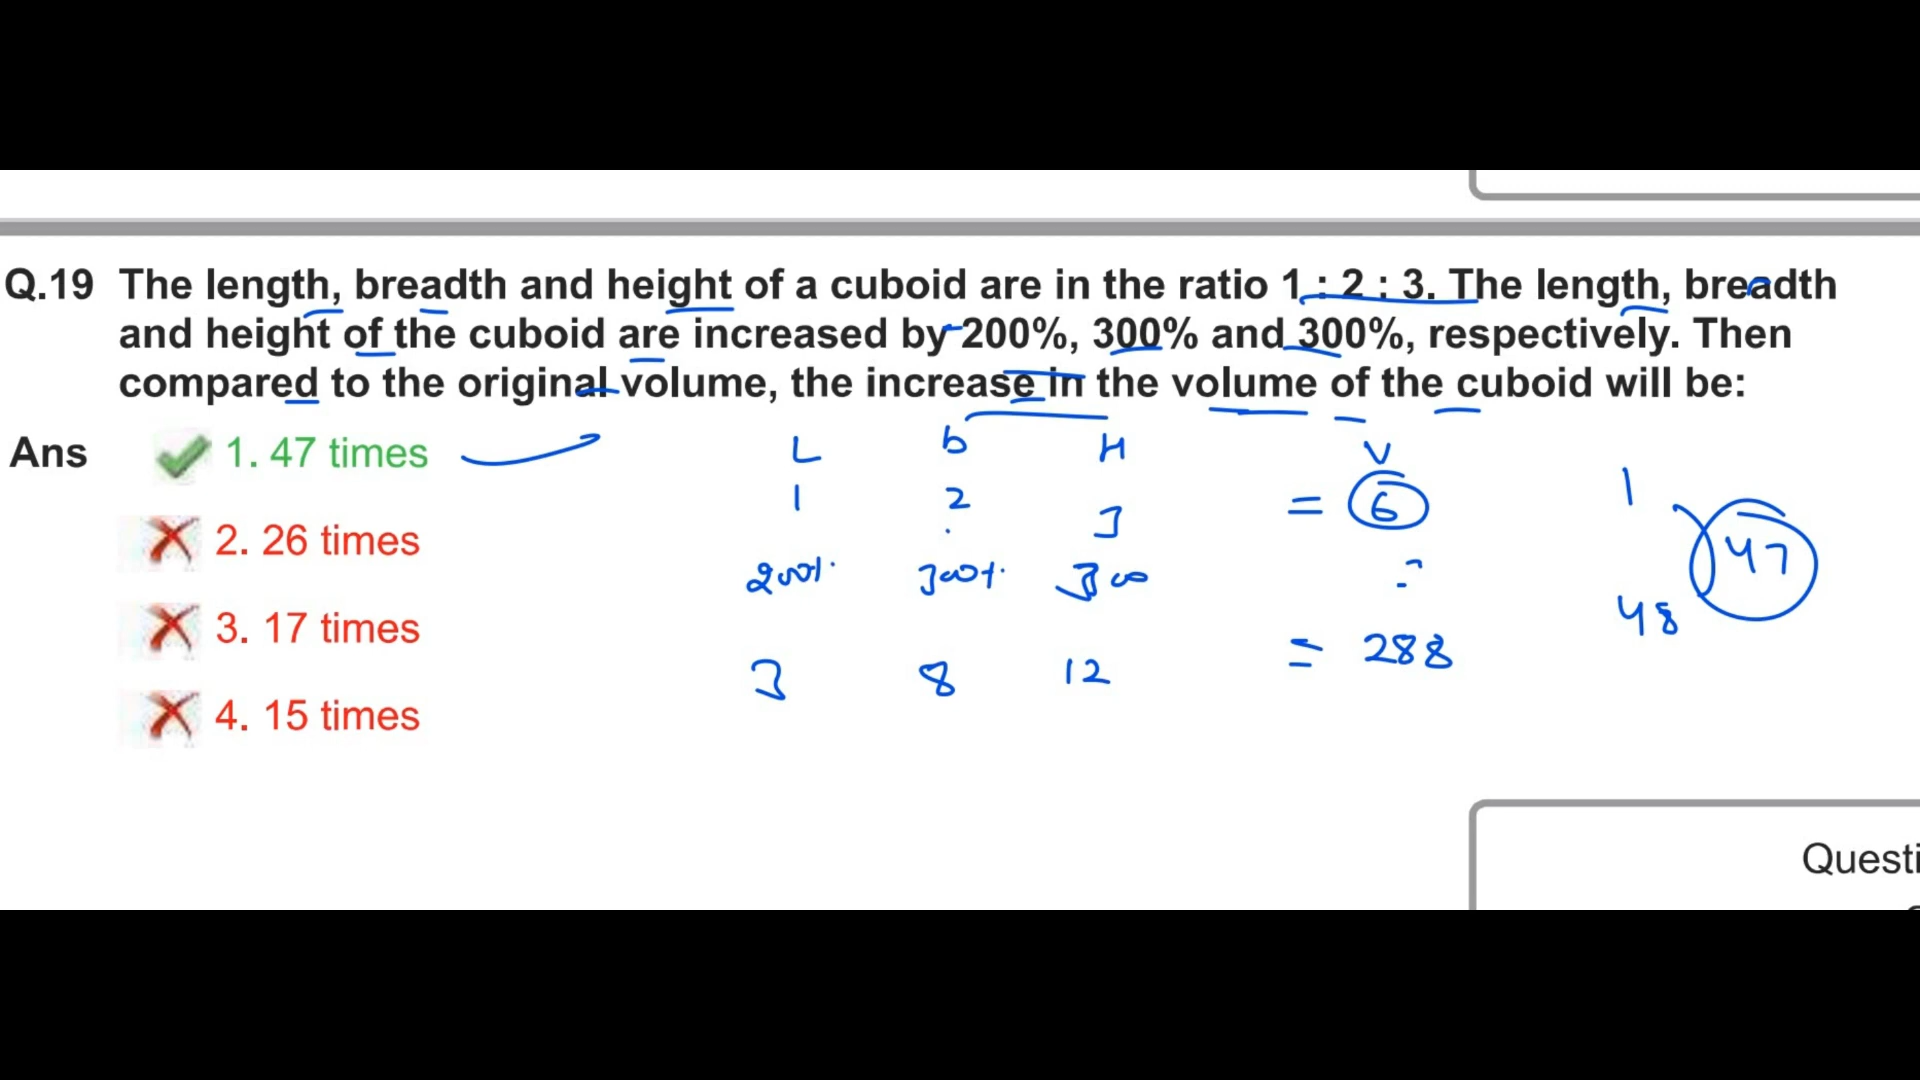 Q.19 The length, breadth and height of a cuboid are in the ratio 1 : 2 : 3. The length, breadth
and height of the cuboid are increased by 200%, 300% and 300%, respectively. Then
compared to the original volume, the increase in the volume of the cuboid will be:
Ans 1. 47 times
2. 26 times
3. 17 times
4. 15 times
L b H V
1 2 3 = 6
200% 300% 300
3 8 12 = 288
1
47
48
Questi